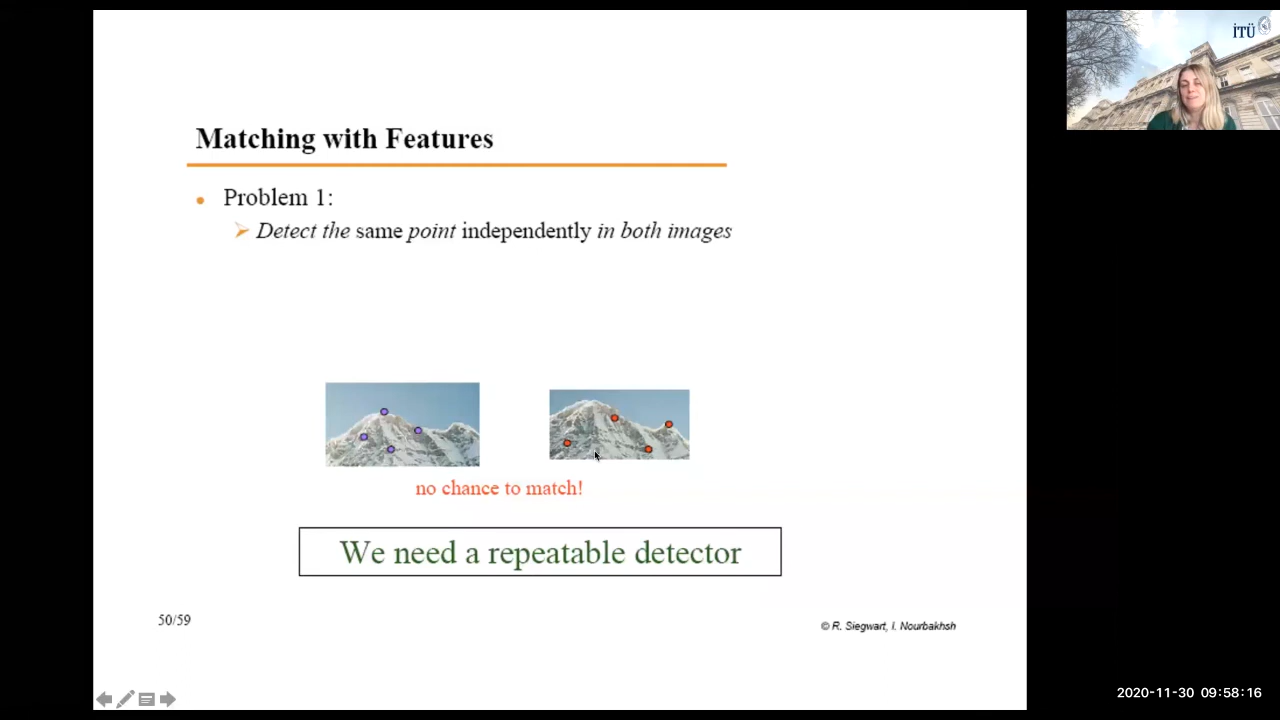 İTÜ
Matching with Features
• Problem 1:
➢ Detect the same point independently in both images
no chance to match!
We need a repeatable detector
50/59
© R. Siegwart, I. Nourbakhsh
2020-11-30 09:58:16